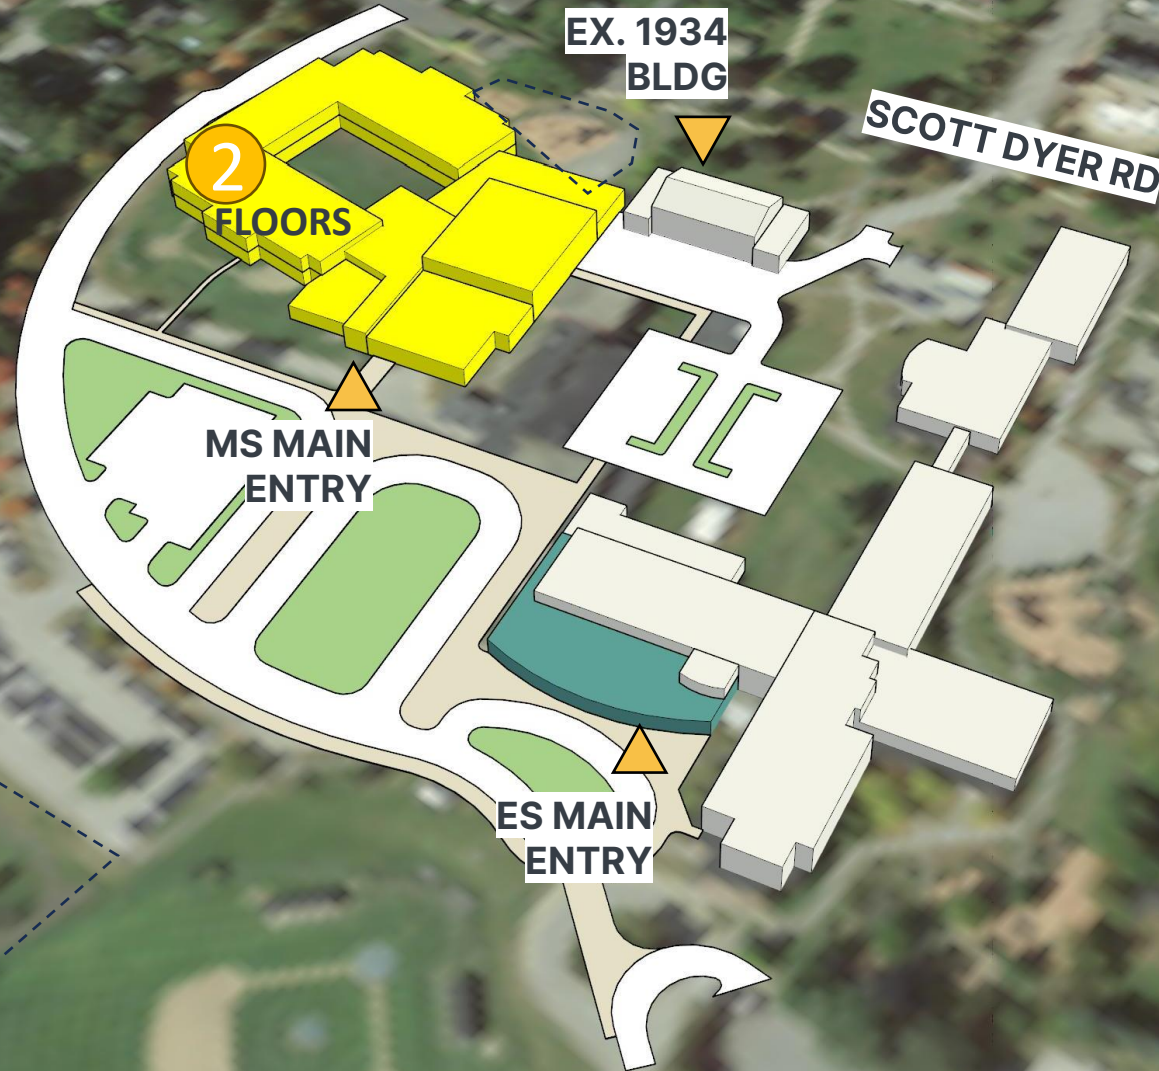 EX. 1934
BLDG
SCOTT DYER RD
2
FLOORS
MS MAIN
ENTRY
ES MAIN
ENTRY